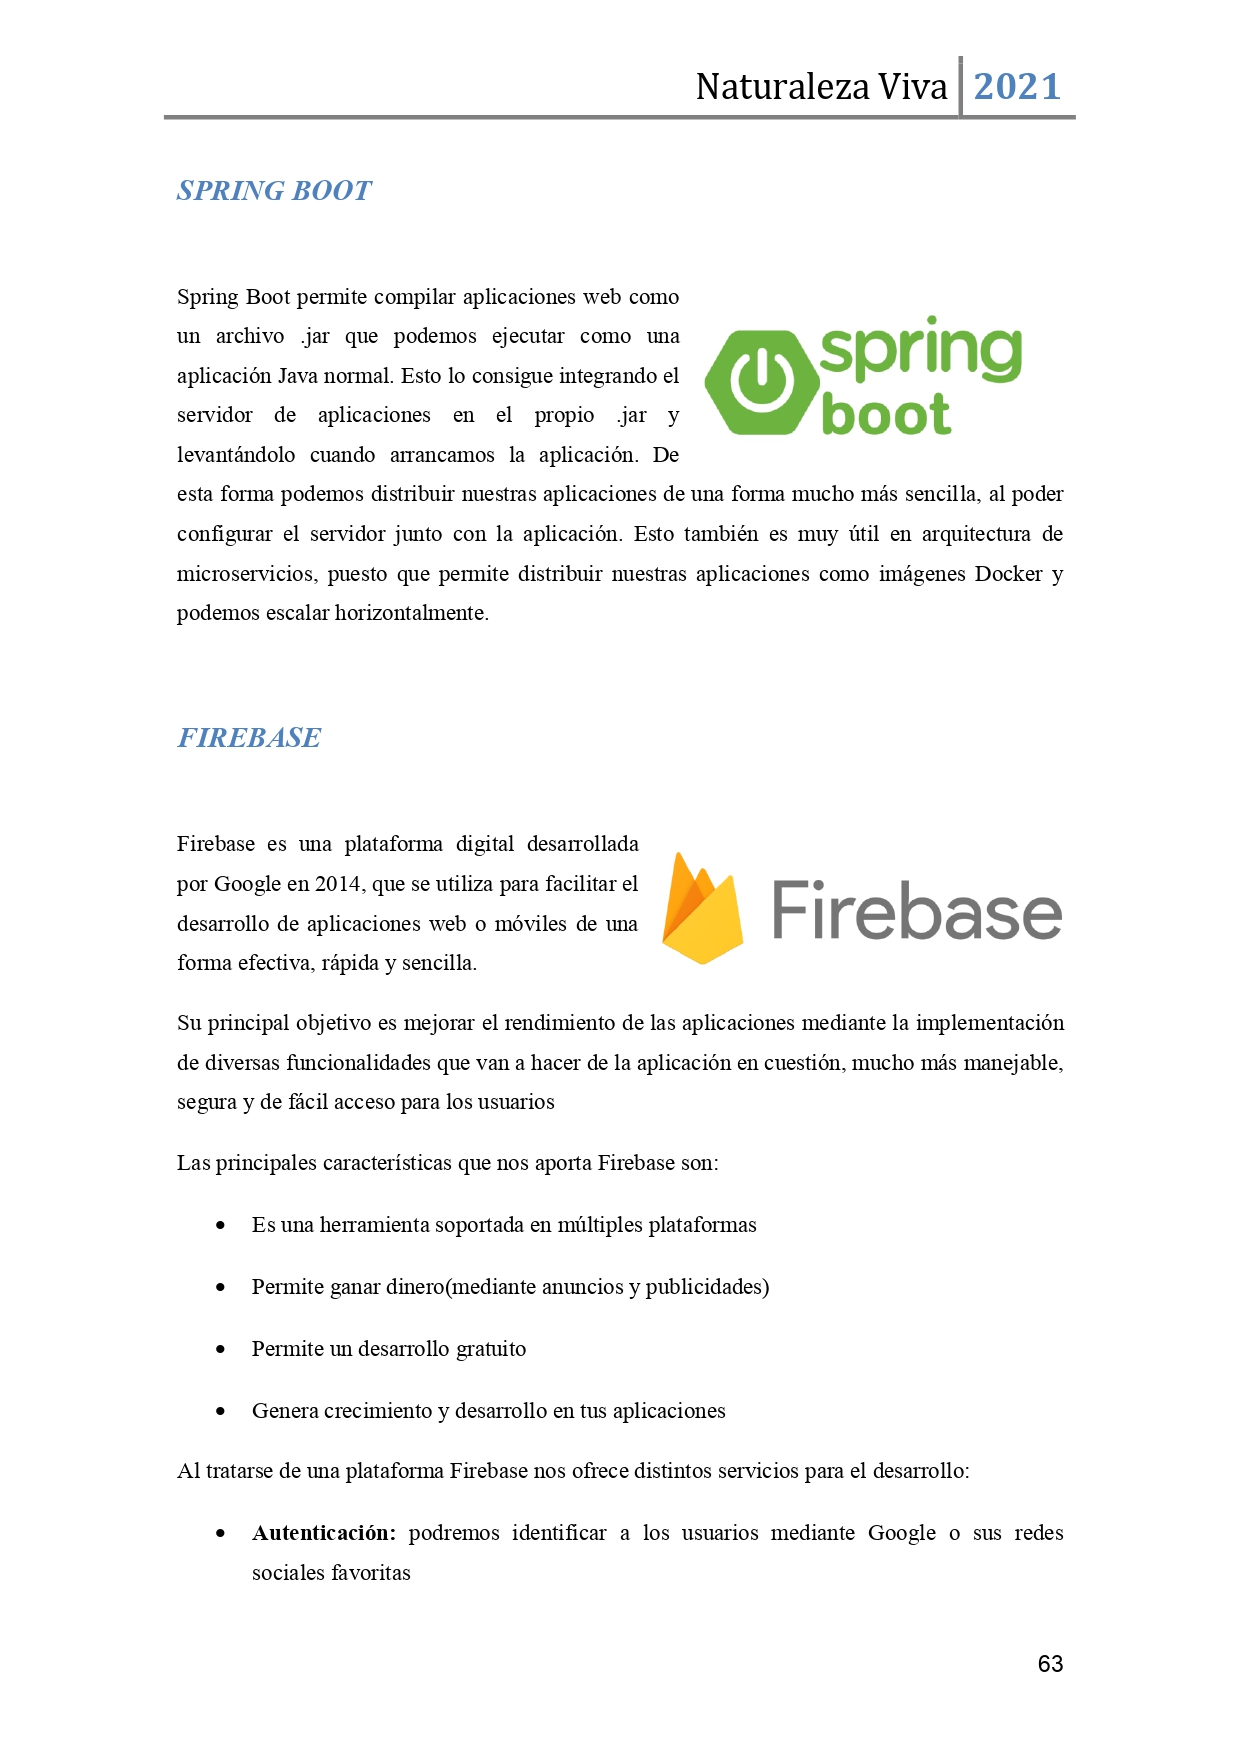 Naturaleza Viva 2021
SPRING BOOT
Spring Boot permite compilar aplicaciones web como
un archivo .jar que podemos ejecutar como una
aplicación Java normal. Esto lo consigue integrando el
servidor de aplicaciones en el propio .jar y
levantándolo cuando arrancamos la aplicación. De
spring
boot
esta forma podemos distribuir nuestras aplicaciones de una forma mucho más sencilla, al poder
configurar el servidor junto con la aplicación. Esto también es muy útil en arquitectura de
microservicios, puesto que permite distribuir nuestras aplicaciones como imágenes Docker y
podemos escalar horizontalmente.
FIREBASE
Firebase es una plataforma digital desarrollada
por Google en 2014, que se utiliza para facilitar el
desarrollo de aplicaciones web o móviles de una
forma efectiva, rápida y sencilla.
Firebase
Su principal objetivo es mejorar el rendimiento de las aplicaciones mediante la implementación
de diversas funcionalidades que van a hacer de la aplicación en cuestión, mucho más manejable,
segura y de fácil acceso para los usuarios
Las principales características que nos aporta Firebase son:
• Es una herramienta soportada en múltiples plataformas
• Permite ganar dinero(mediante anuncios y publicidades)
• Permite un desarrollo gratuito
• Genera crecimiento y desarrollo en tus aplicaciones
Al tratarse de una plataforma Firebase nos ofrece distintos servicios para el desarrollo:
• Autenticación: podremos identificar a los usuarios mediante Google o sus redes
sociales favoritas
63